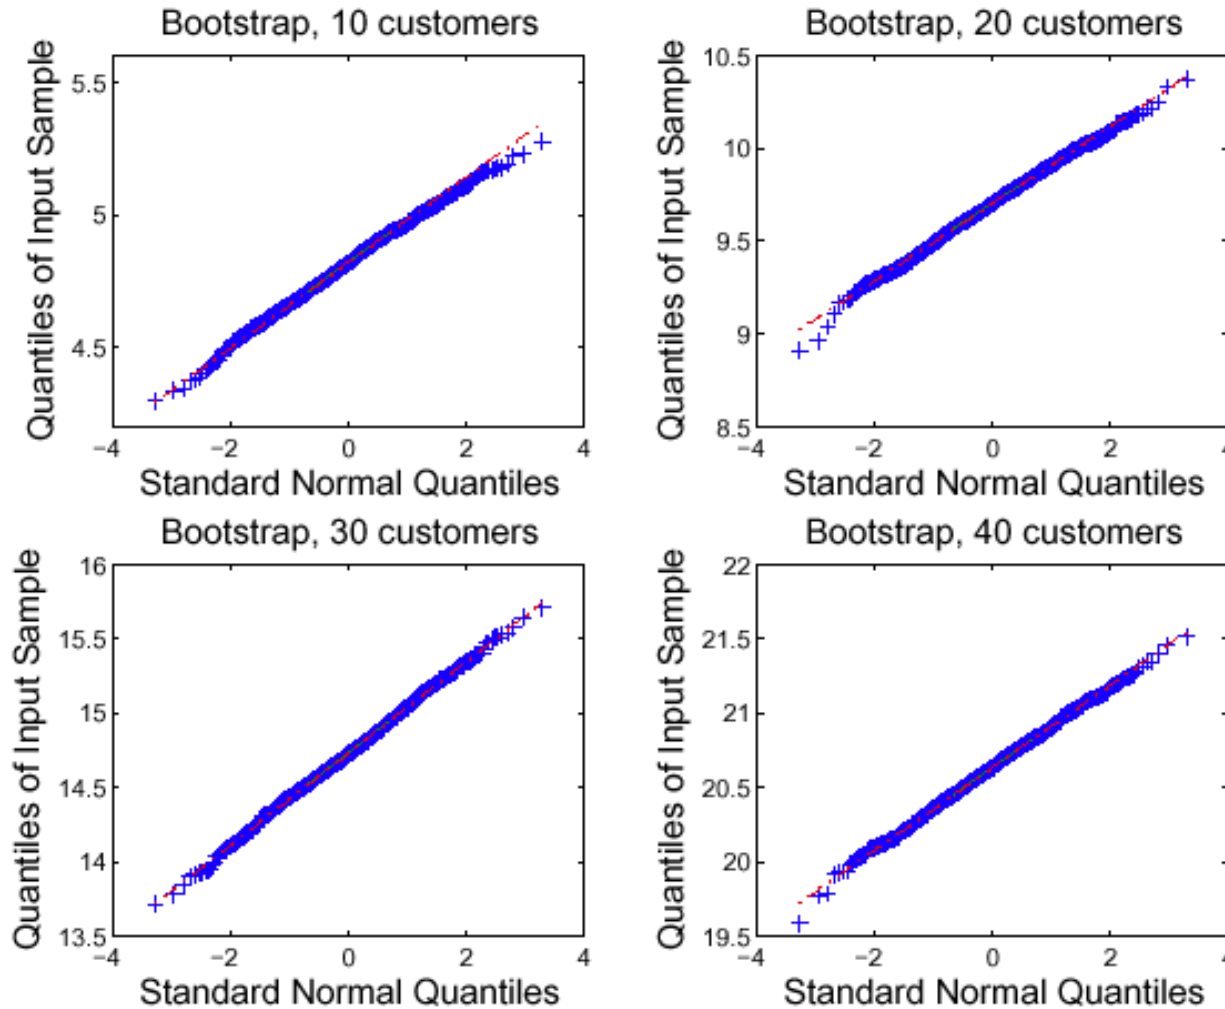 Bootstrap, 10 customers
Quantiles of Input Sample
5.5
5
4.5
−4 −2 0 2 4
Standard Normal Quantiles
Bootstrap, 20 customers
Quantiles of Input Sample
10.5
10
9.5
9
8.5
−4 −2 0 2 4
Standard Normal Quantiles
Bootstrap, 30 customers
Quantiles of Input Sample
16
15.5
15
14.5
14
13.5
−4 −2 0 2 4
Standard Normal Quantiles
Bootstrap, 40 customers
Quantiles of Input Sample
22
21.5
21
20.5
20
19.5
−4 −2 0 2 4
Standard Normal Quantiles